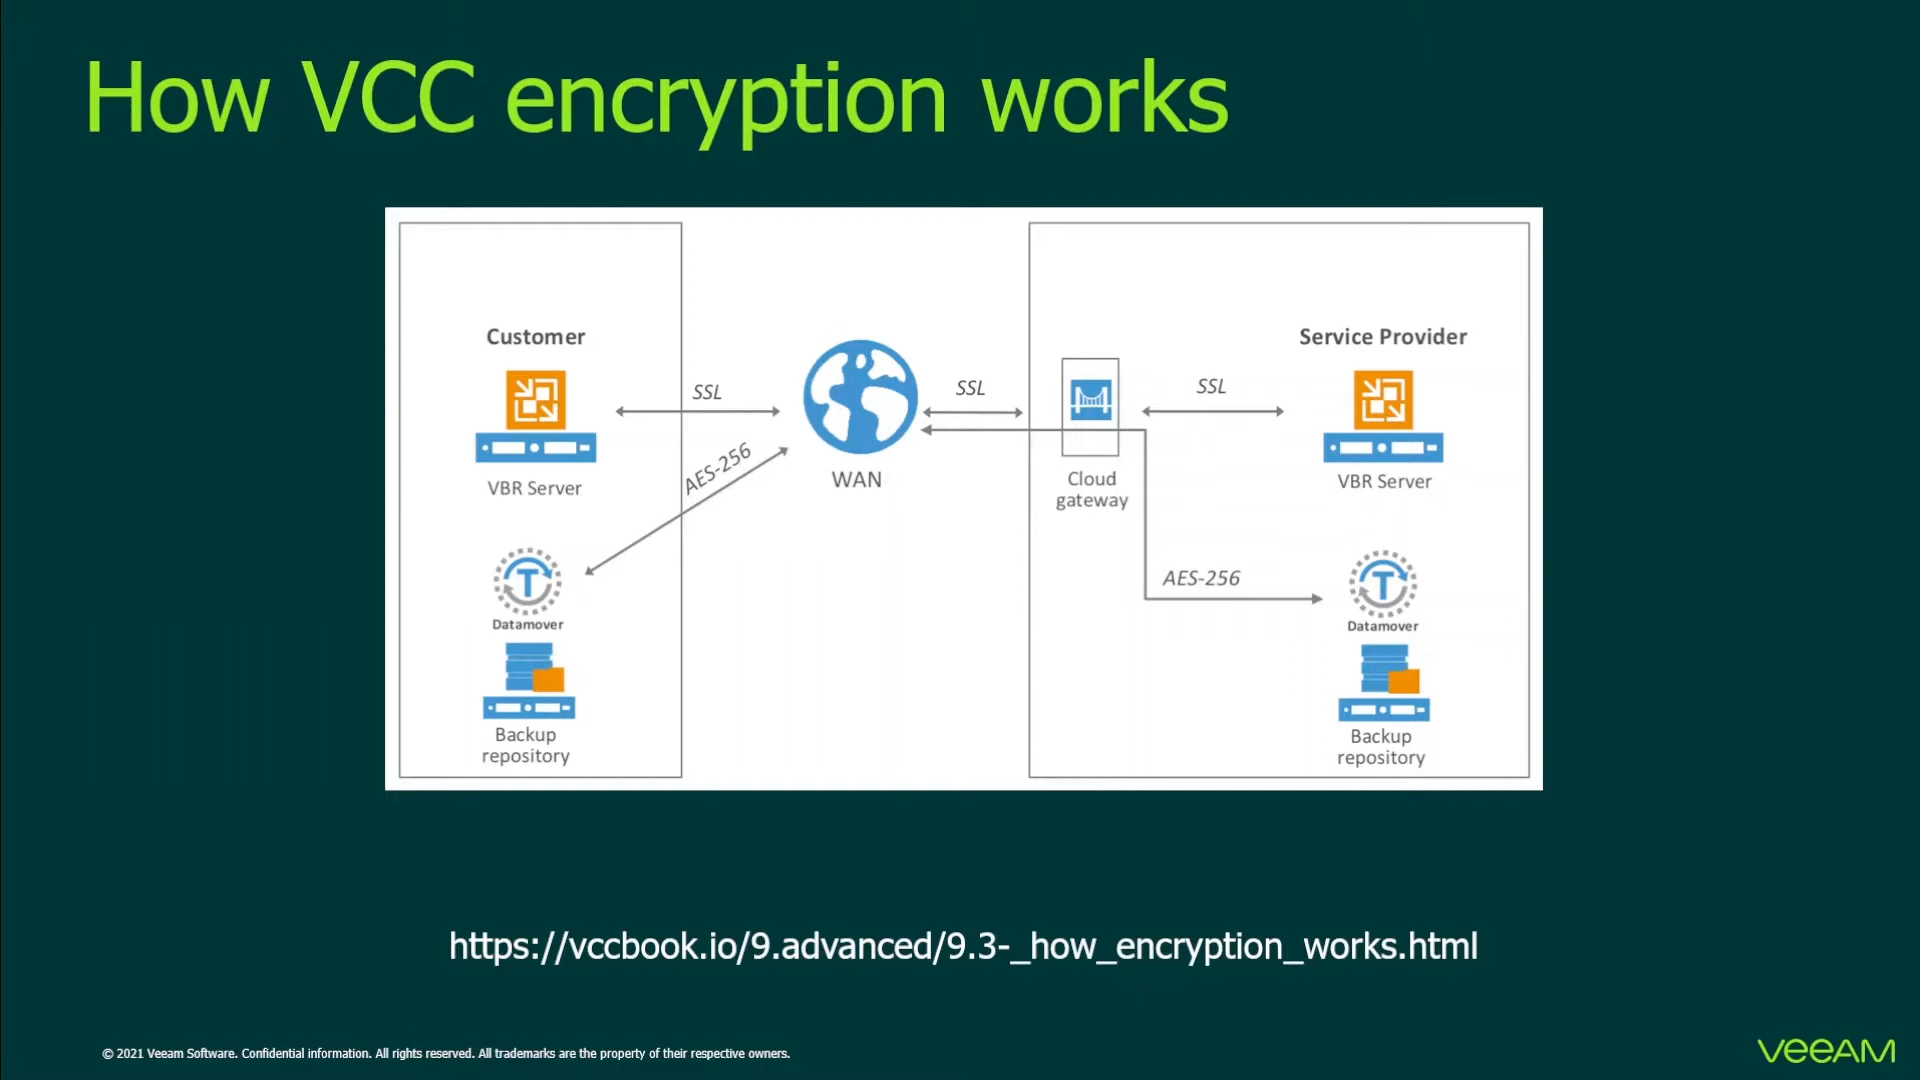 How VCC encryption works
Customer
Service Provider
SSL
SSL
SSL
AES-256
WAN
VBR Server
Cloud
gateway
VBR Server
AES-256
T
Datamover
T
Datamover
Backup
repository
Backup
repository
https://vccbook.io/9.advanced/9.3-_how_encryption_works.html
© 2021 Veeam Software. Confidential information. All rights reserved. All trademarks are the property of their respective owners.
VEEAM